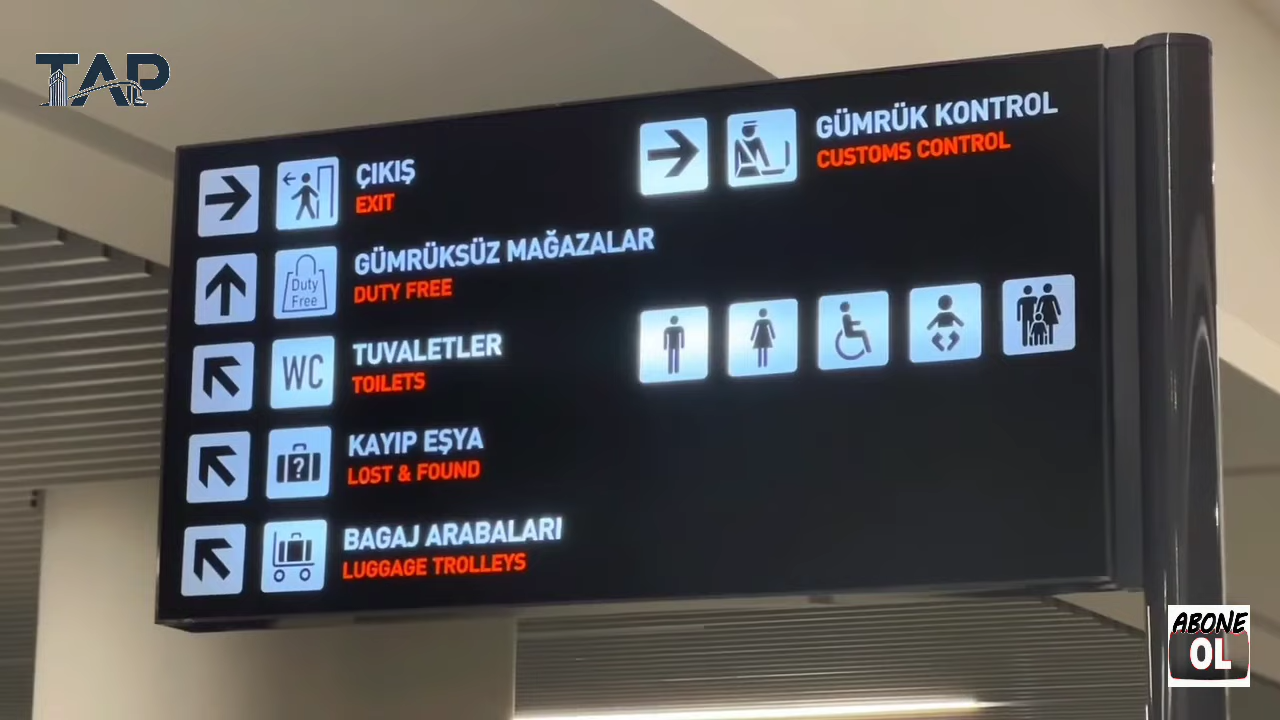 TAP
ÇIKIŞ
EXIT
Duty
Free
GÜMRÜKSÜZ MAĞAZALAR
DUTY FREE
WC
TUVALETLER
TOILETS
?
KAYIP EŞYA
LOST & FOUND
BAGAJ ARABALARI
LUGGAGE TROLLEYS
GÜMRÜK KONTROL
CUSTOMS CONTROL
ABONE
OL